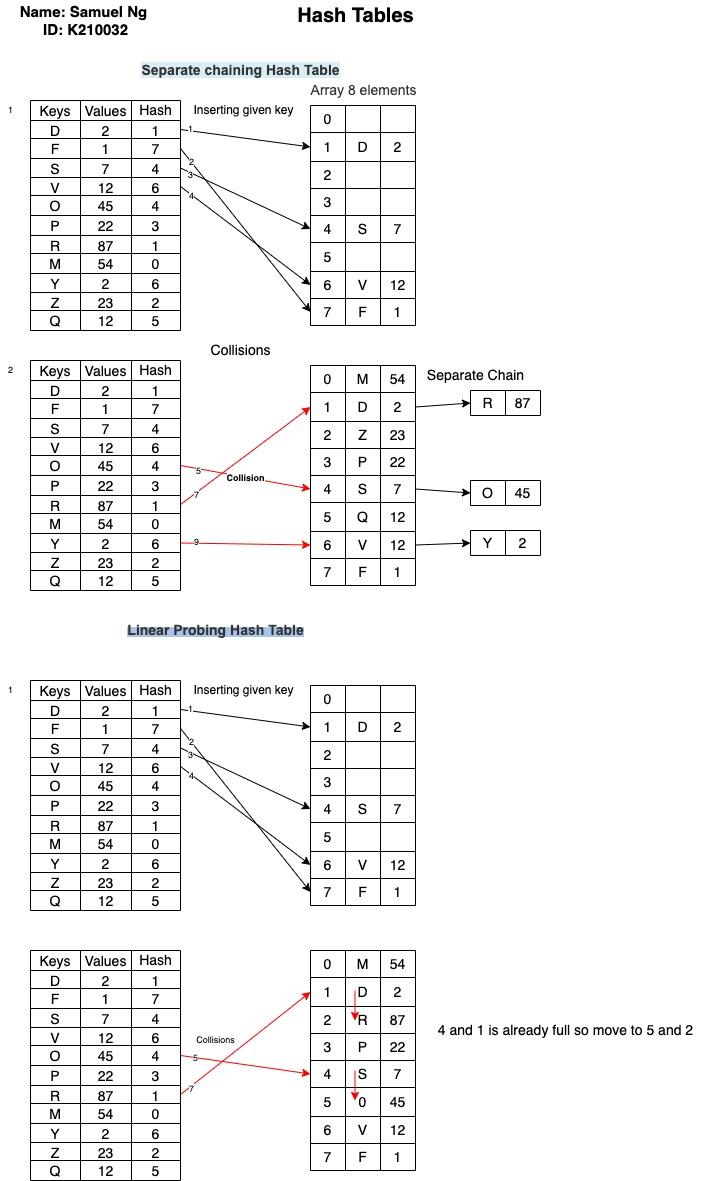 Name: Samuel Ng
ID: K210032
Hash Tables
Separate chaining Hash Table
Array 8 elements
1
Keys Values Hash
D 2 1
F 1 7
S 7 4
V 12 6
O 45 4
P 22 3
R 87 1
M 54 0
Y 2 6
Z 23 2
Q 12 5
Inserting given key
1
2
3
4
0
1 D 2
2
3
4 S 7
5
6 V 12
7 F 1
Collisions
2
Keys Values Hash
D 2 1
F 1 7
S 7 4
V 12 6
O 45 4
P 22 3
R 87 1
M 54 0
Y 2 6
Z 23 2
Q 12 5
5
Collision
7
9
0 M 54
1 D 2
2 Z 23
3 P 22
4 S 7
5 Q 12
6 V 12
7 F 1
Separate Chain
R 87
O 45
Y 2
Linear Probing Hash Table
1
Keys Values Hash
D 2 1
F 1 7
S 7 4
V 12 6
O 45 4
P 22 3
R 87 1
M 54 0
Y 2 6
Z 23 2
Q 12 5
Inserting given key
1
2
3
4
0
1 D 2
2
3
4 S 7
5
6 V 12
7 F 1
Keys Values Hash
D 2 1
F 1 7
S 7 4
V 12 6
O 45 4
P 22 3
R 87 1
M 54 0
Y 2 6
Z 23 2
Q 12 5
Collisions
5
7
0 M 54
1 D 2
2 R 87
3 P 22
4 S 7
5 0 45
6 V 12
7 F 1
4 and 1 is already full so move to 5 and 2